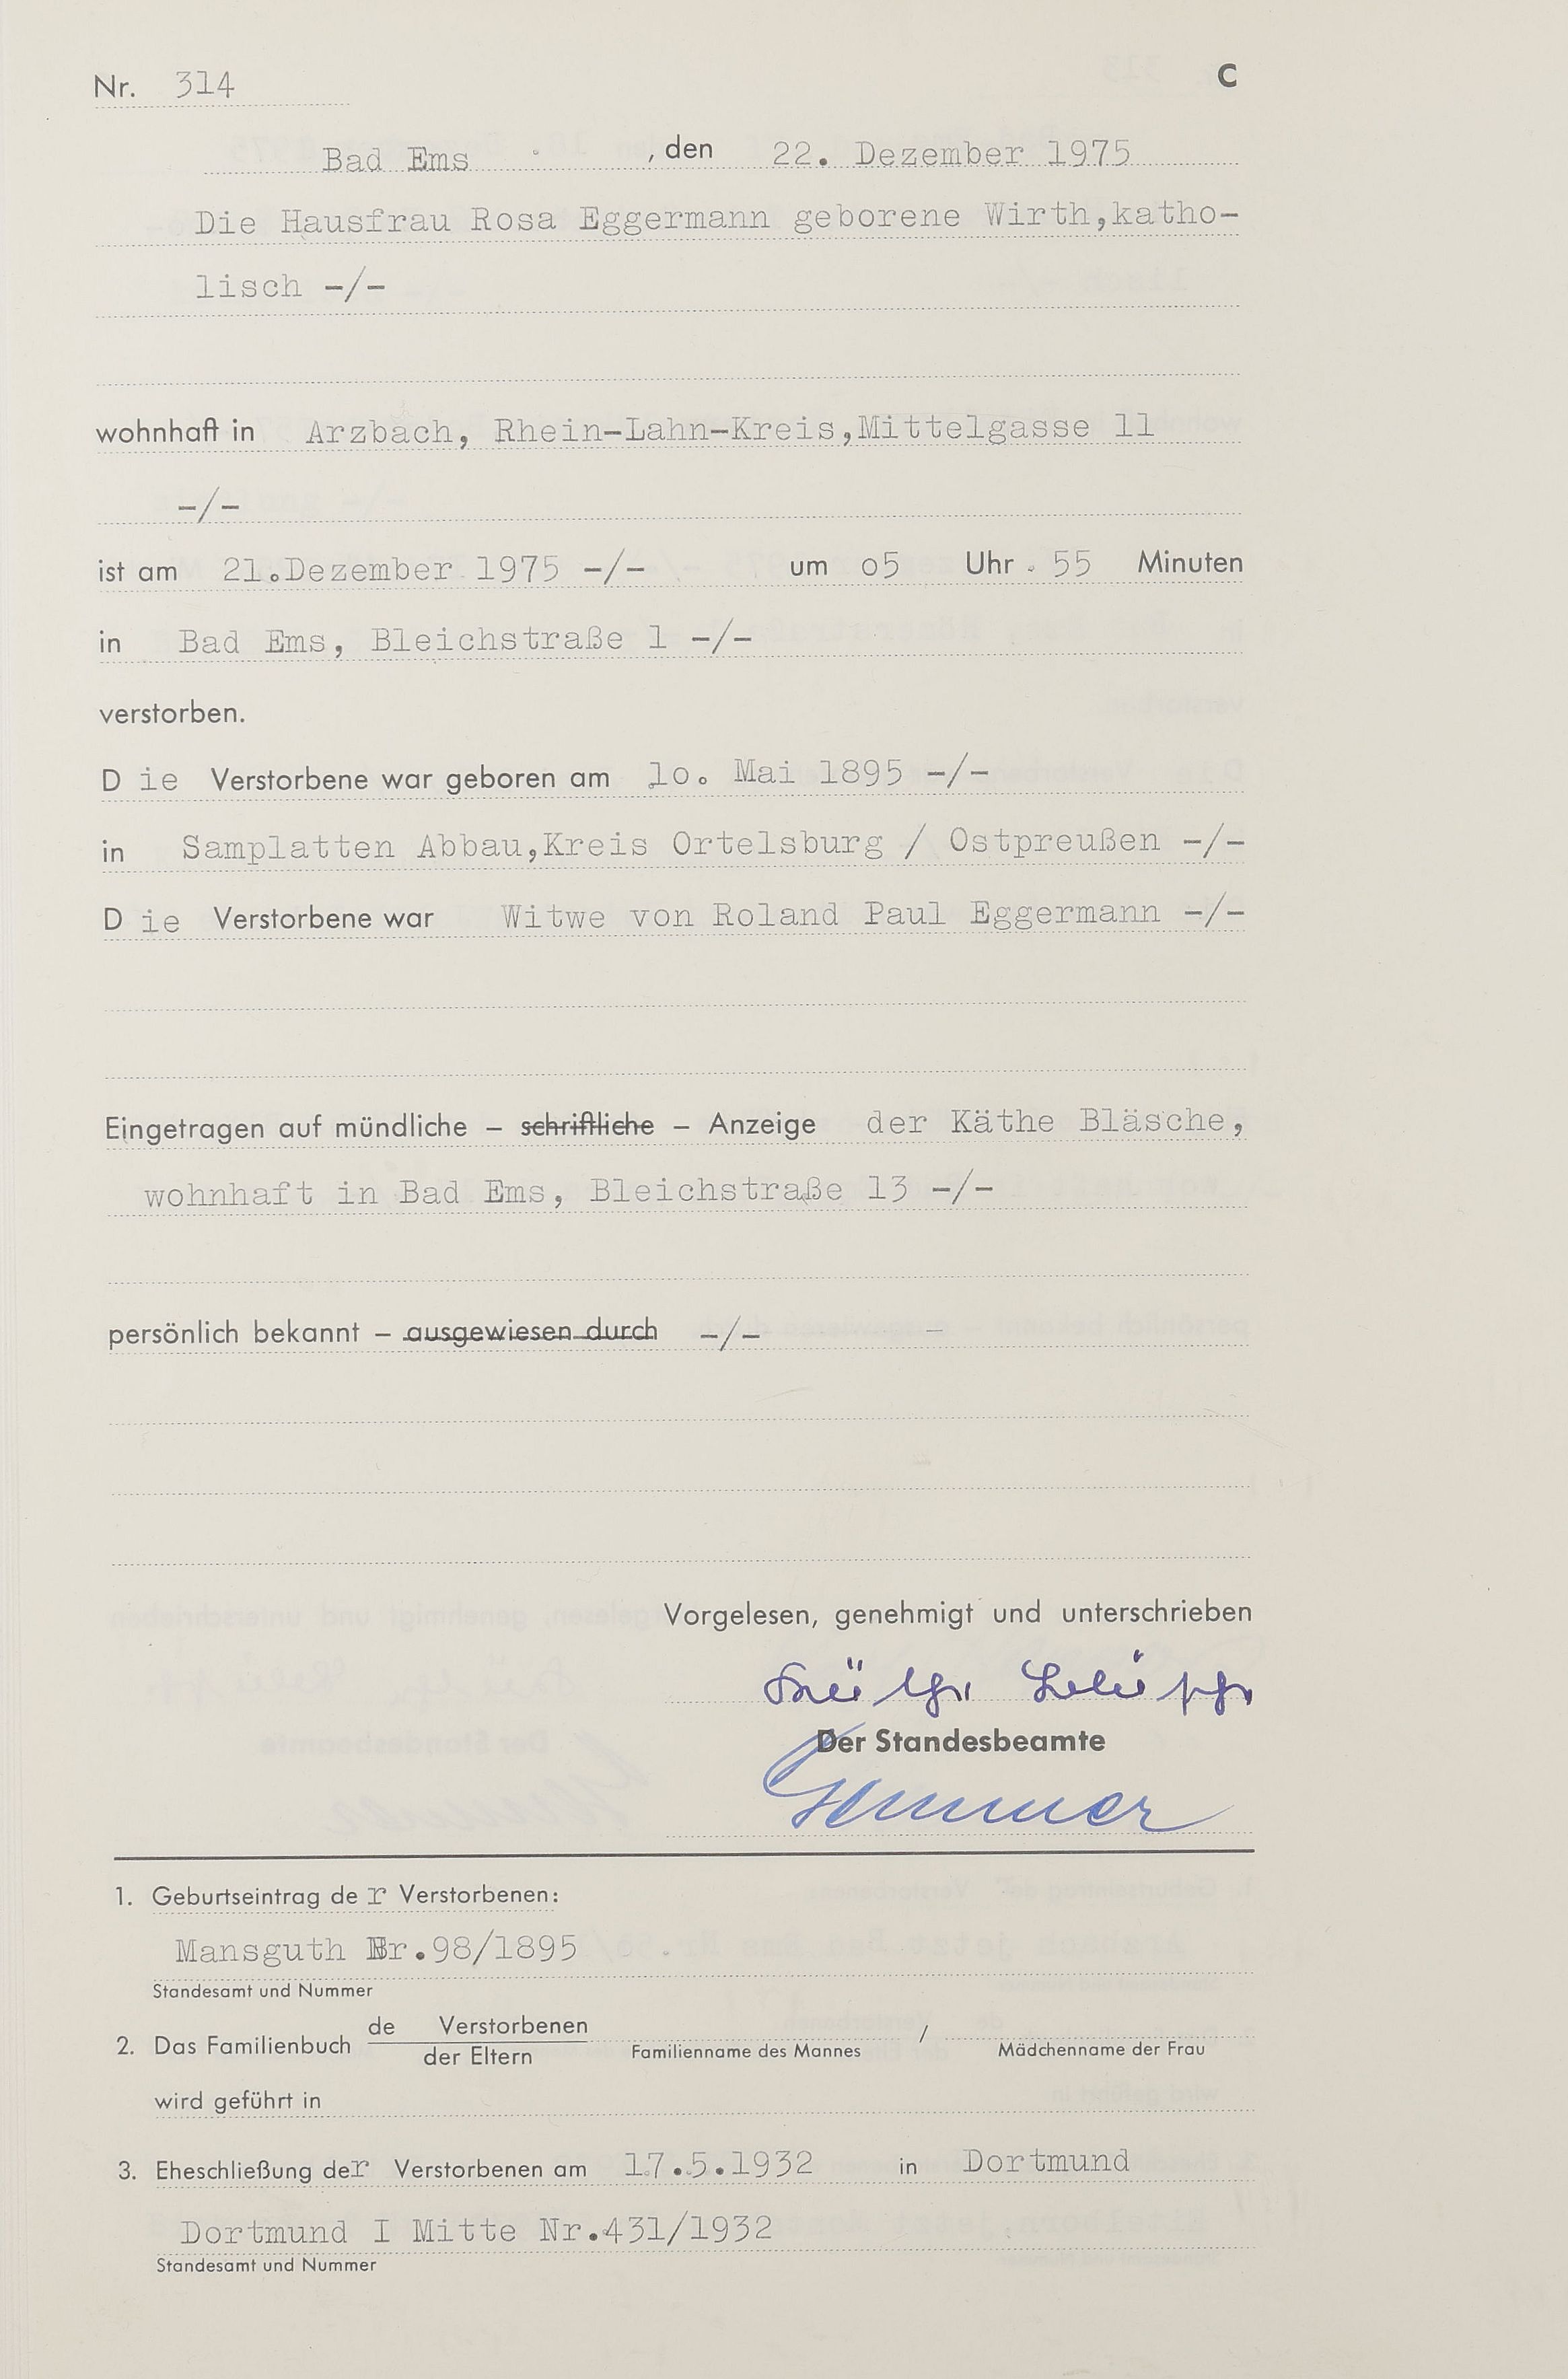 Nr. 314
C
Bad Ems , den 22. Dezember 1975
Die Hausfrau Rosa Eggermann geborene Wirth,katho-
lisch -/-
wohnhaft in Arzbach, Rhein-Lahn-Kreis,Mittelgasse 11
-/-
ist am 21.Dezember 1975 -/- um o5 Uhr 55 Minuten
in Bad Ems, Bleichstraße 1 -/-
verstorben.
D ie Verstorbene war geboren am 1o. Mai 1895 -/-
in Samplatten Abbau,Kreis Ortelsburg / Ostpreußen -/-
D ie Verstorbene war Witwe von Roland Paul Eggermann -/-
Eingetragen auf mündliche – schriftliche – Anzeige der Käthe Bläsche,
wohnhaft in Bad Ems, Bleichstraße 13 -/-
persönlich bekannt – ausgewiesen durch -/-
Vorgelesen, genehmigt und unterschrieben
Käthe Bläsche
Der Standesbeamte
1. Geburtseintrag de r Verstorbenen:
Mansguth Nr.98/1895
Standesamt und Nummer
2. Das Familienbuch de Verstorbenen
der Eltern
/
Familienname des Mannes Mädchenname der Frau
wird geführt in
3. Eheschließung der Verstorbenen am 17.5.1932 in Dortmund
Dortmund I Mitte Nr.431/1932
Standesamt und Nummer